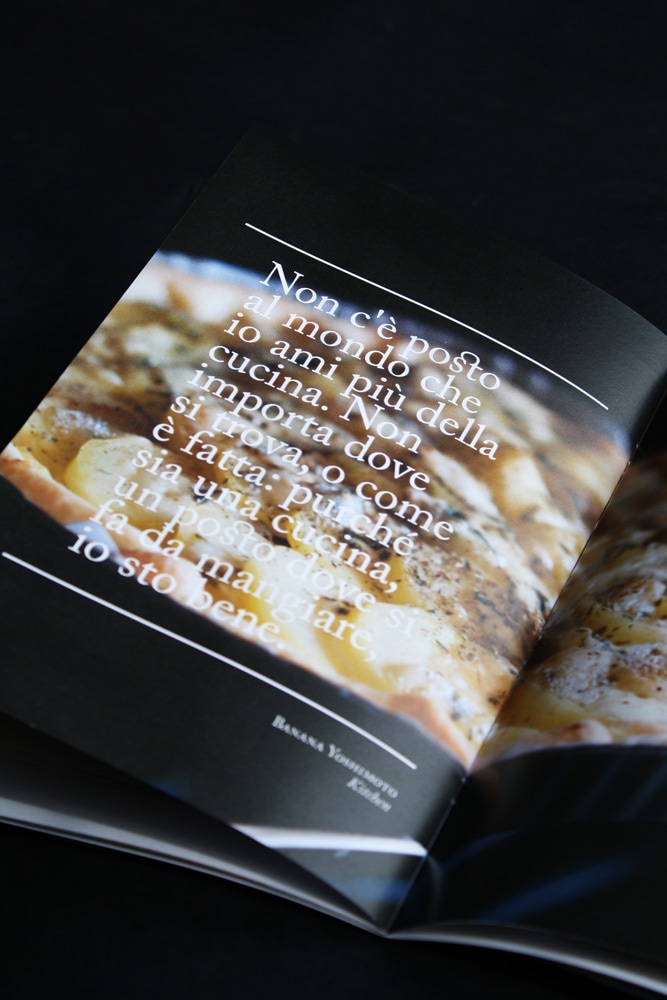 Non c'è posto
al mondo che
io ami più della
cucina. Non
importa dove
si trova, o come
è fatta: purché
sia una cucina,
un posto dove si
fa da mangiare,
io sto bene.
Banana Yoshimoto
Kitchen